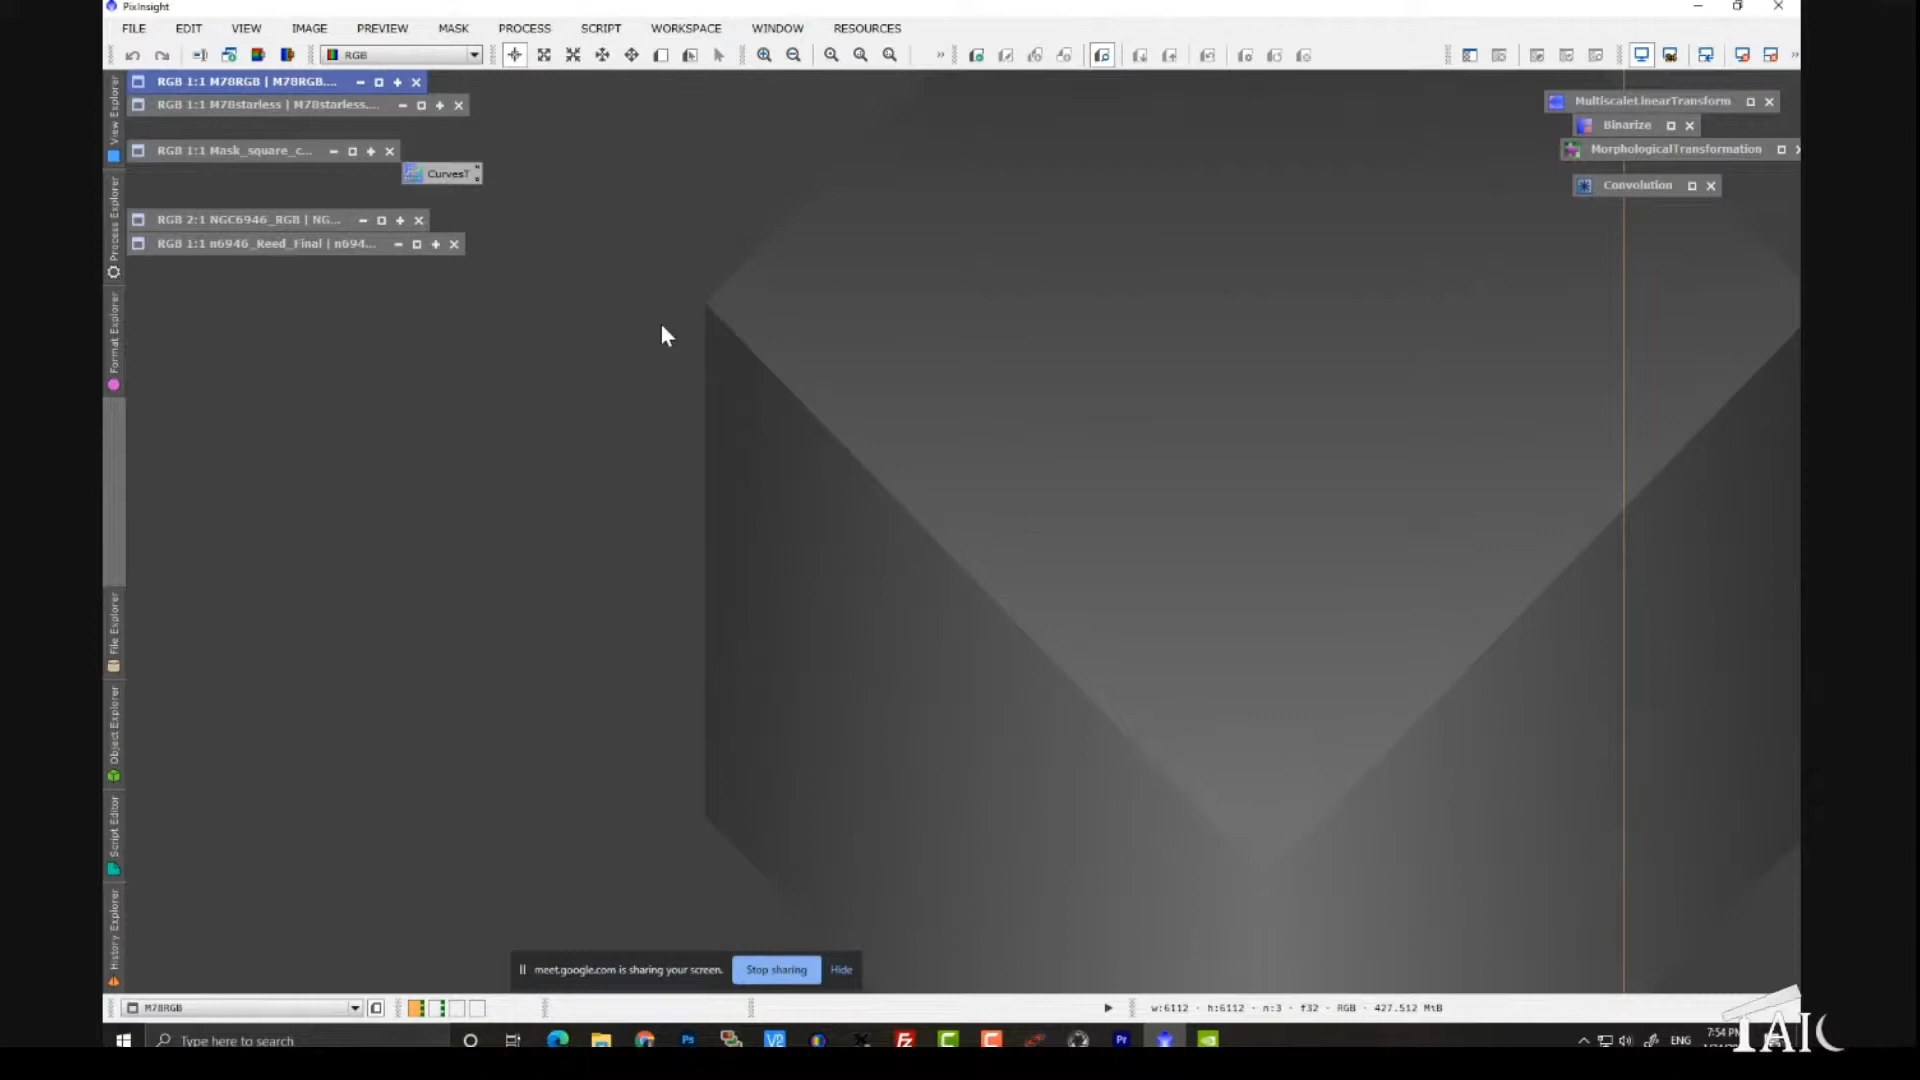 PixInsight
FILE EDIT VIEW IMAGE PREVIEW MASK PROCESS SCRIPT WORKSPACE WINDOW RESOURCES
RGB
RGB 1:1 M78RGB | M78RGB....
RGB 1:1 M78starless | M78starless....
RGB 1:1 Mask_square_c...
CurvesT
RGB 2:1 NGC6946_RGB | NG...
RGB 1:1 n6946_Reed_Final | n694...
MultiscaleLinearTransform
Binarize
MorphologicalTransformation
Convolution
View Explorer
Process Explorer
Format Explorer
File Explorer
Object Explorer
Script Editor
History Explorer
meet.google.com is sharing your screen. Stop sharing Hide
M78RGB
w:6112 · h:6112 · n:3 · f32 · RGB · 427.512 MiB
Type here to search
ENG
7:54 PM
TAIC